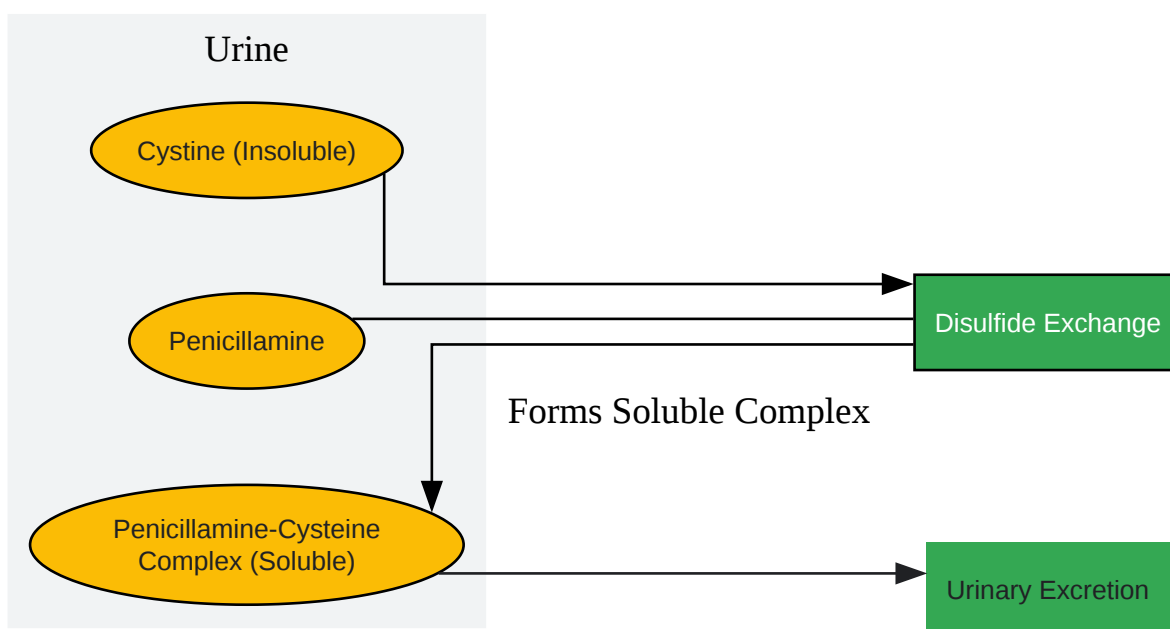 Urine
Cystine (Insoluble)
Penicillamine
Disulfide Exchange
Forms Soluble Complex
Penicillamine-Cysteine
Complex (Soluble)
Urinary Excretion